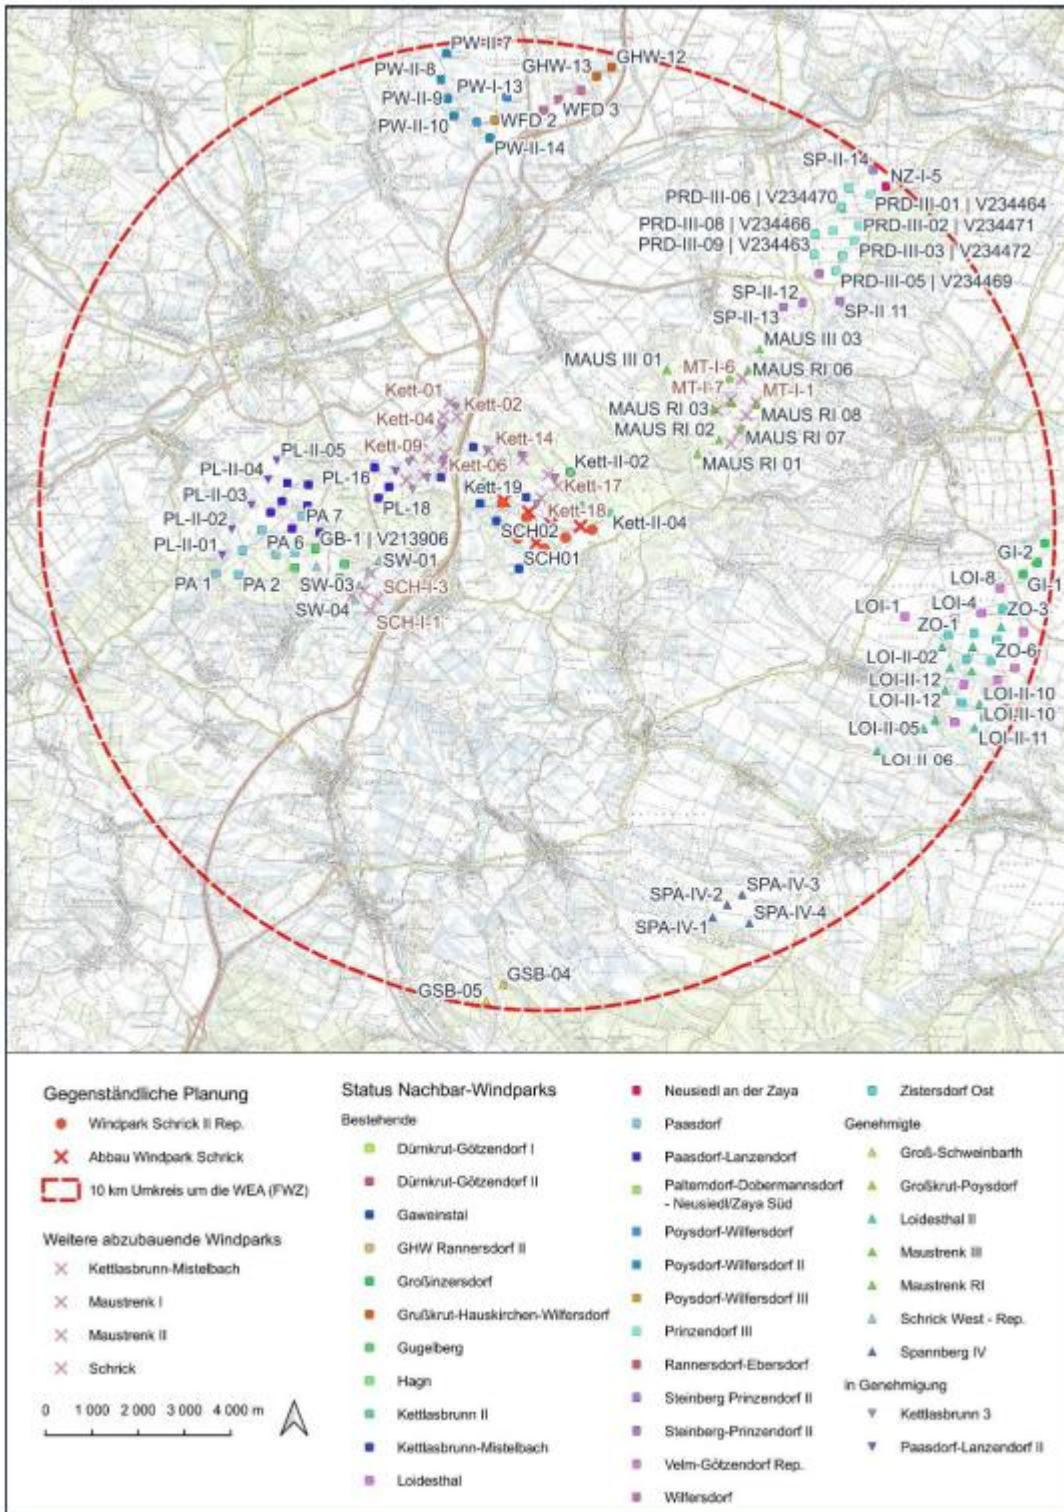 PW-II-7
GHW-12
GHW-13
PW-II-8
PW-I-13
PW-II-9
WFD 3
WFD 2
PW-II-10
PW-II-14
SP-II-14
NZ-I-5
PRD-III-06 | V234470
PRD-III-01 | V234464
PRD-III-08 | V234466
PRD-III-02 | V234471
PRD-III-09 | V234463
PRD-III-03 | V234472
PRD-III-05 | V234469
SP-II-12
SP-II 11
SP-II-13
MAUS III 03
MAUS III 01
MT-I-6
MAUS RI 06
MT-I-7
MT-I-1
MAUS RI 03
MAUS RI 08
MAUS RI 02
MAUS RI 07
MAUS RI 01
Kett-01
Kett-02
Kett-04
Kett-09
Kett-14
Kett-06
Kett-II-02
Kett-17
Kett-19
Kett-18
Kett-II-04
SCH02
SCH01
PL-II-05
PL-II-04
PL-16
PL-II-03
PL-18
PA 7
PL-II-02
PA 6
GB-1 | V213906
PL-II-01
SW-01
PA 1
PA 2
SW-03
SCH-I-3
SW-04
SCH-I-1
GI-2
GI-1
LOI-8
LOI-1
LOI-4
ZO-3
ZO-1
ZO-6
LOI-II-02
LOI-II-12
LOI-II-10
LOI-II-12
LOI-II-10
LOI-II-05
LOI-II-11
LOI-II 06
SPA-IV-3
SPA-IV-2
SPA-IV-4
SPA-IV-1
GSB-04
GSB-05
Gegenständliche Planung
Windpark Schrick II Rep.
Abbau Windpark Schrick
10 km Umkreis um die WEA (FWZ)
Weitere abzubauende Windparks
Kettlasbrunn-Mistelbach
Maustrenk I
Maustrenk II
Schrick
0 1 000 2 000 3 000 4 000 m
Status Nachbar-Windparks
Bestehende
Dürnkrut-Götzendorf I
Dürnkrut-Götzendorf II
Gaweinstal
GHW Rannersdorf II
Großinzersdorf
Grußkrut-Hauskirchen-Wilfersdorf
Gugelberg
Hagn
Kettlasbrunn II
Kettlasbrunn-Mistelbach
Loidesthal
Neusiedl an der Zaya
Paasdorf
Paasdorf-Lanzendorf
Palterndorf-Dobermannsdorf
- Neusiedl/Zaya Süd
Poysdorf-Wilfersdorf
Poysdorf-Wilfersdorf II
Poysdorf-Wilfersdorf III
Prinzendorf III
Rannersdorf-Ebersdorf
Steinberg Prinzendorf II
Steinberg-Prinzendorf II
Velm-Götzendorf Rep.
Wilfersdorf
Zistersdorf Ost
Genehmigte
Groß-Schweinbarth
Großkrut-Poysdorf
Loidesthal II
Maustrenk III
Maustrenk RI
Schrick West - Rep.
Spannberg IV
in Genehmigung
Kettlasbrunn 3
Paasdorf-Lanzendorf II